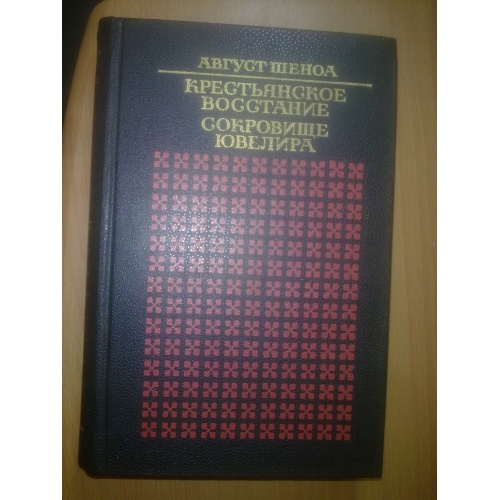 АВГУСТ ШЕНОА
КРЕСТЬЯНСКОЕ
ВОССТАНИЕ
СОКРОВИЩЕ
ЮВЕЛИРА